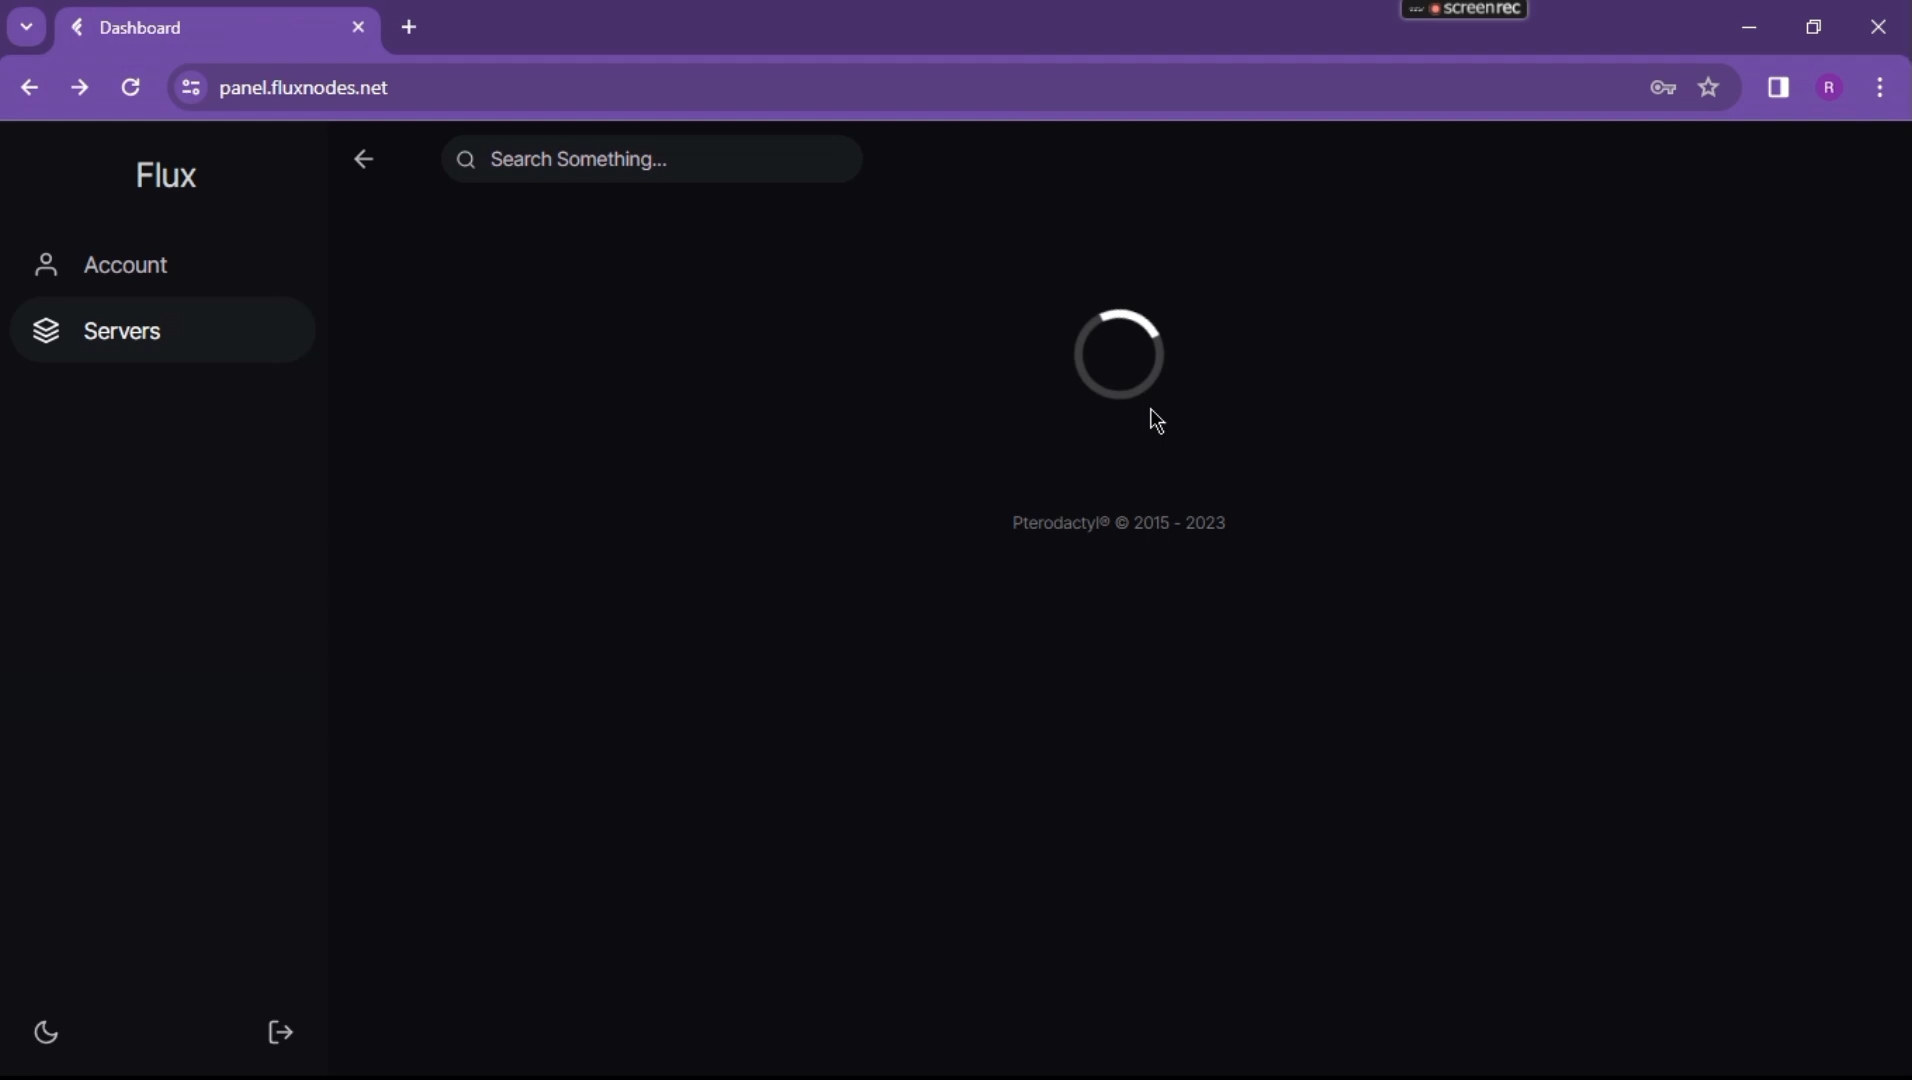 screenrec
Dashboard
panel.fluxnodes.net
R
Flux
Search Something...
Account
Servers
Pterodactyl® © 2015 - 2023